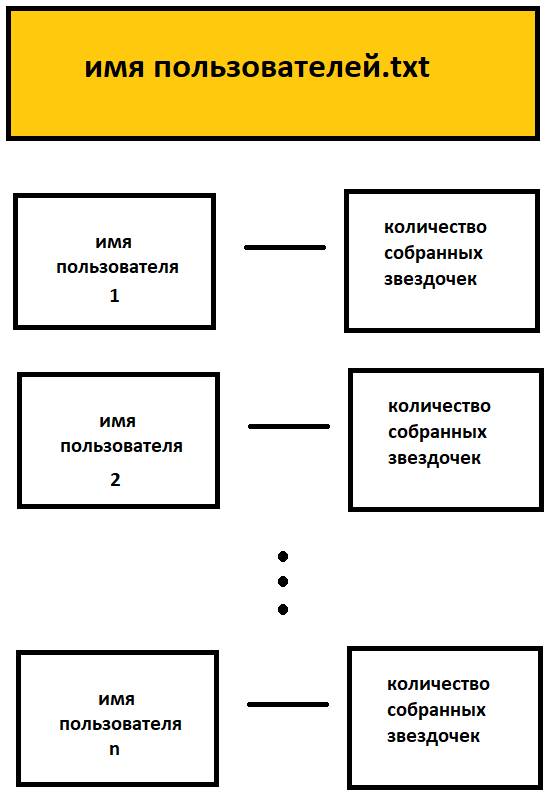 имя пользователей.txt
имя
пользователя
1
количество
собранных
звездочек
имя
пользователя
2
количество
собранных
звездочек
имя
пользователя
n
количество
собранных
звездочек